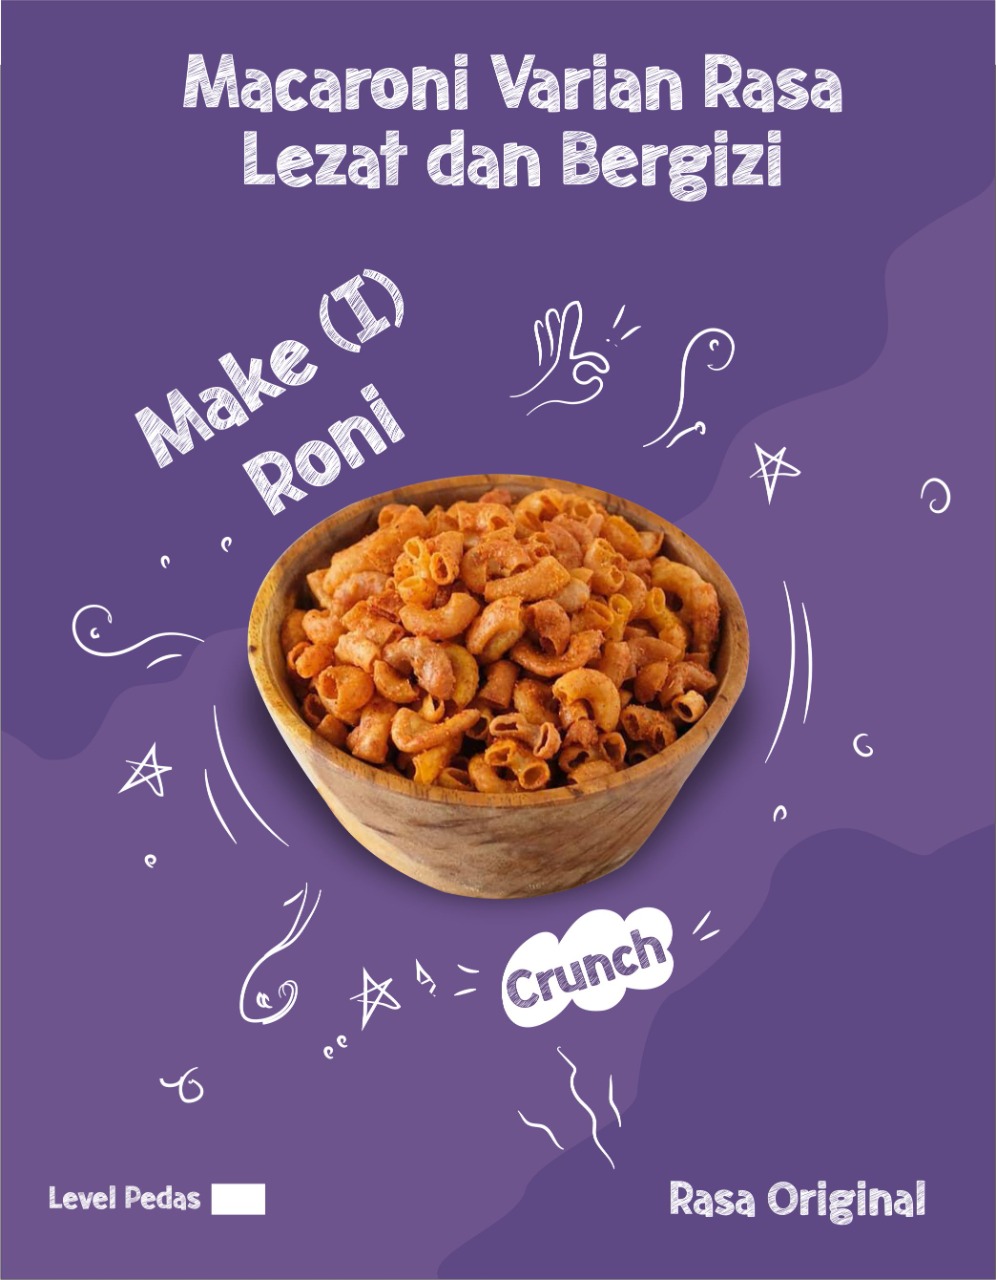 Macaroni Varian Rasa
Lezat dan Bergizi
Make (I)
Roni
Crunch
Level Pedas
Rasa Original